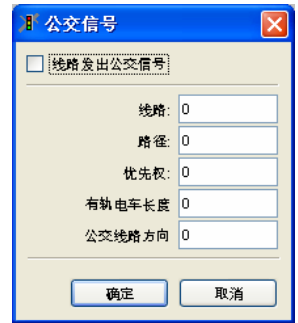 公交信号
线路发出公交信号
线路: 0
路径: 0
优先权: 0
有轨电车长度 0
公交线路方向 0
确定 取消